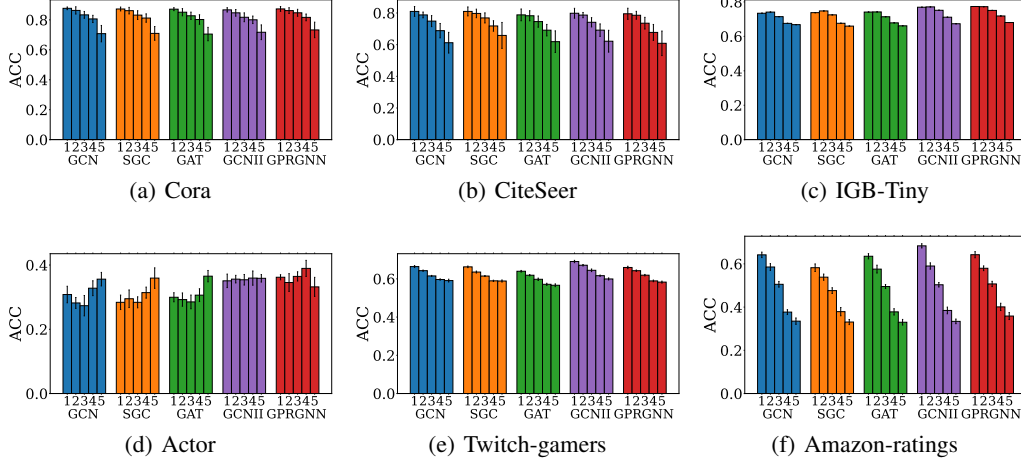 ACC
0.8
0.4
0.0
12345 12345 12345 12345 12345
GCN SGC GAT GCNII GPRGNN
(a) Cora
ACC
0.8
0.6
0.4
0.2
0.0
12345 12345 12345 12345 12345
GCN SGC GAT GCNII GPRGNN
(b) CiteSeer
ACC
0.8
0.4
0.0
12345 12345 12345 12345 12345
GCN SGC GAT GCNII GPRGNN
(c) IGB-Tiny
ACC
0.4
0.2
0.0
12345 12345 12345 12345 12345
GCN SGC GAT GCNII GPRGNN
(d) Actor
ACC
0.6
0.4
0.2
0.0
12345 12345 12345 12345 12345
GCN SGC GAT GCNII GPRGNN
(e) Twitch-gamers
ACC
0.6
0.4
0.2
0.0
12345 12345 12345 12345 12345
GCN SGC GAT GCNII GPRGNN
(f) Amazon-ratings